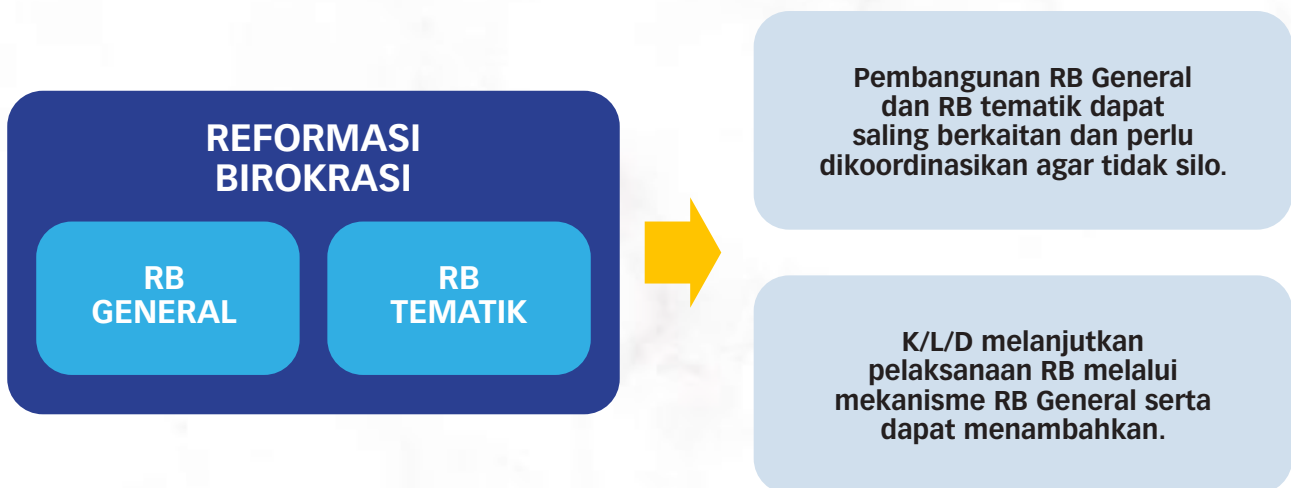 REFORMASI
BIROKRASI
RB
GENERAL
RB
TEMATIK
Pembangunan RB General
dan RB tematik dapat
saling berkaitan dan perlu
dikoordinasikan agar tidak silo.
K/L/D melanjutkan
pelaksanaan RB melalui
mekanisme RB General serta
dapat menambahkan.